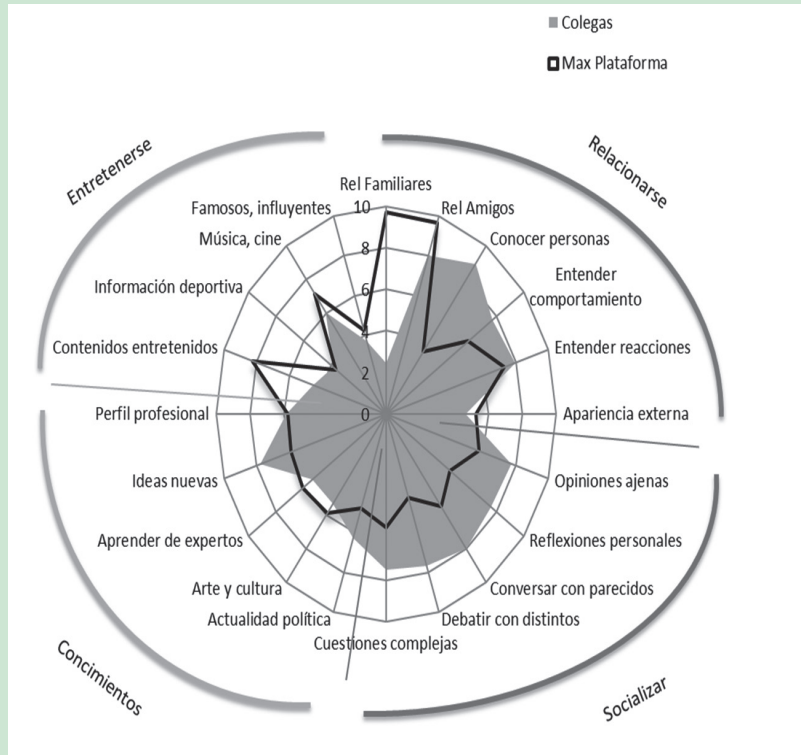 Colegas
Max Plataforma
Entretenerse
Relacionarse
Rel Familiares
Famosos, influyentes
10
Rel Amigos
Música, cine
8
Conocer personas
Información deportiva
6
Entender
comportamiento
Contenidos entretenidos
4
Entender reacciones
2
Perfil profesional
0
Apariencia externa
Ideas nuevas
Opiniones ajenas
Aprender de expertos
Reflexiones personales
Arte y cultura
Conversar con parecidos
Actualidad política
Debatir con distintos
Cuestiones complejas
Concimientos
Socializar